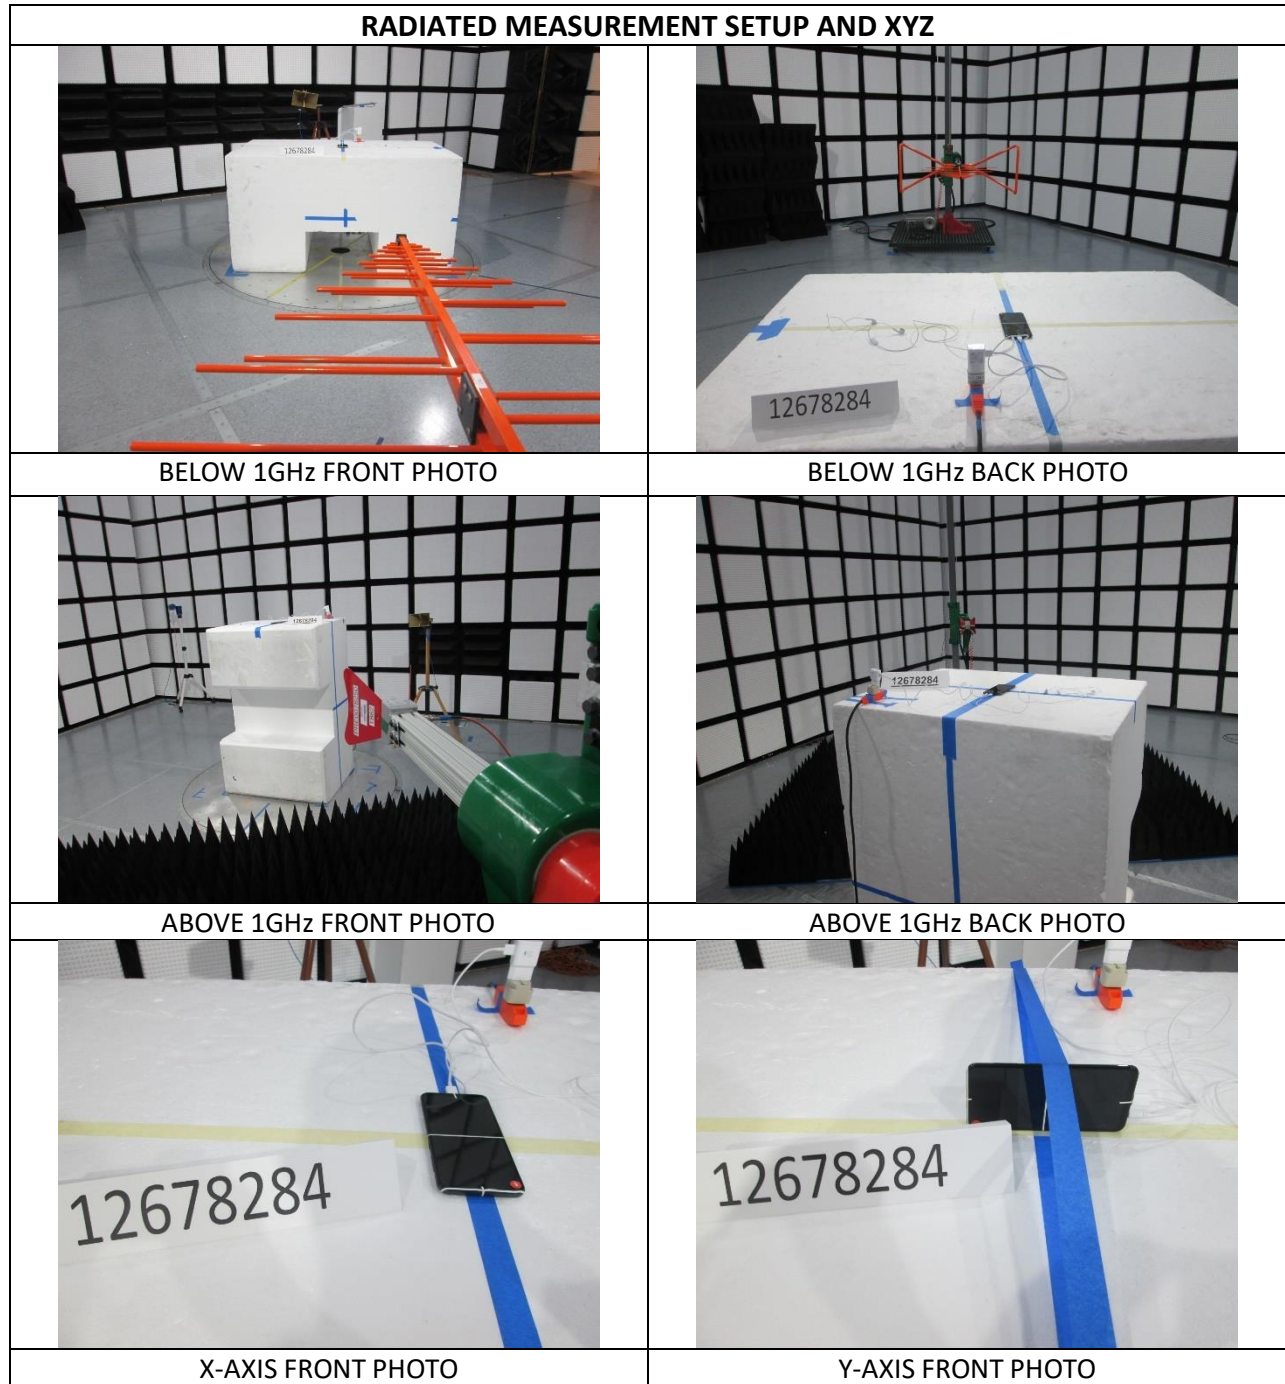 RADIATED MEASUREMENT SETUP AND XYZ
12678284
12678284
BELOW 1GHz FRONT PHOTO
BELOW 1GHz BACK PHOTO
12678284
12678284
ABOVE 1GHz FRONT PHOTO
ABOVE 1GHz BACK PHOTO
12678284
12678284
X-AXIS FRONT PHOTO
Y-AXIS FRONT PHOTO